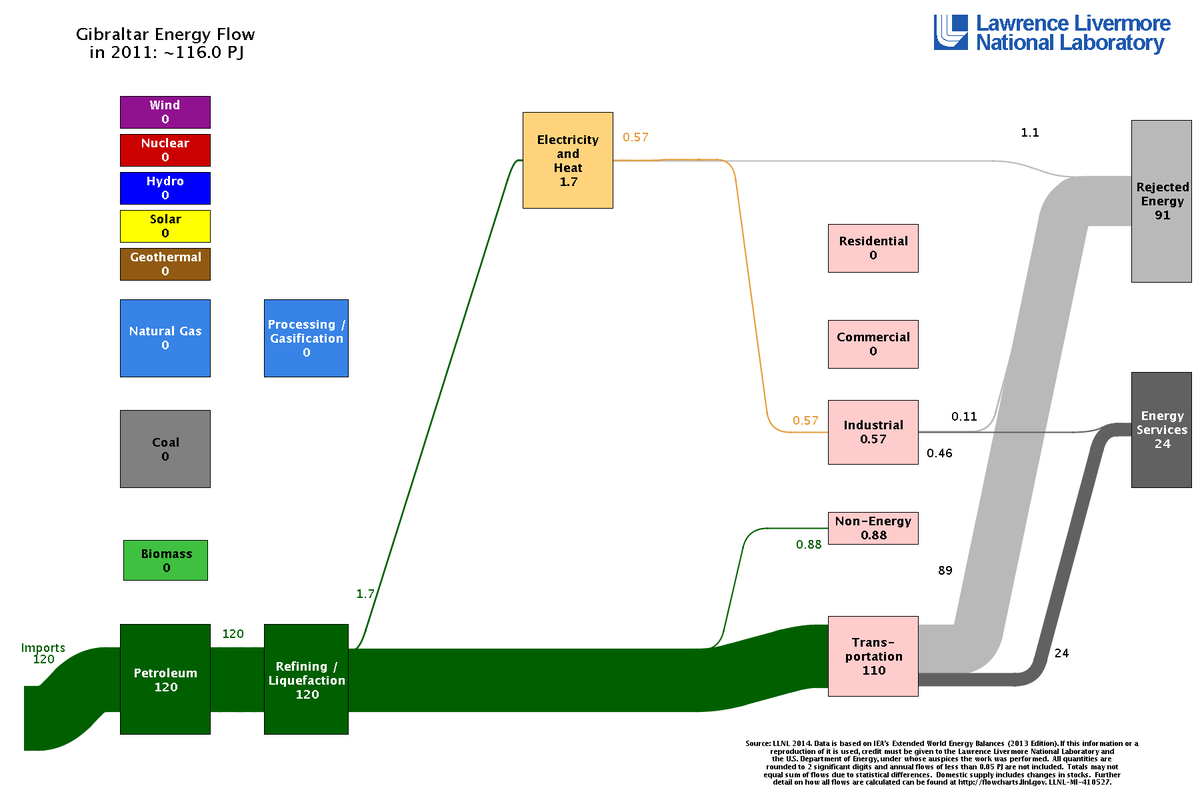 Gibraltar Energy Flow
in 2011: ~116.0 PJ
Lawrence Livermore
National Laboratory
Wind
0
Nuclear
0
Hydro
0
Solar
0
Geothermal
0
Natural Gas
0
Processing /
Gasification
0
Coal
0
Biomass
0
Imports
120
Petroleum
120
120
Refining /
Liquefaction
120
1.7
Electricity
and
Heat
1.7
0.57
1.1
Residential
0
Commercial
0
0.57
Industrial
0.57
0.11
0.46
Non-Energy
0.88
0.88
89
Trans-
portation
110
24
Rejected
Energy
91
Energy
Services
24
Source: LLNL 2014. Data is based on IEA's Extended World Energy Balances (2013 Edition). If this information or a
reproduction of it is used, credit must be given to the Lawrence Livermore National Laboratory and
the U.S. Department of Energy, under whose auspices the work was performed. All quantities are
rounded to 2 significant digits and annual flows of less than 0.05 PJ are not included. Totals may not
equal sum of flows due to statistical differences. Domestic supply includes changes in stocks. Further
detail on how all flows are calculated can be found at http://flowcharts.llnl.gov. LLNL-MI-410527.